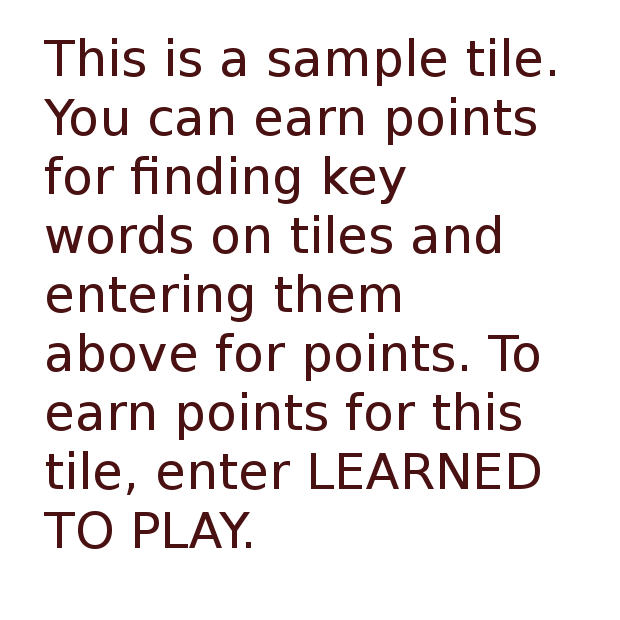 This is a sample tile.
You can earn points
for finding key
words on tiles and
entering them
above for points. To
earn points for this
tile, enter LEARNED
TO PLAY.